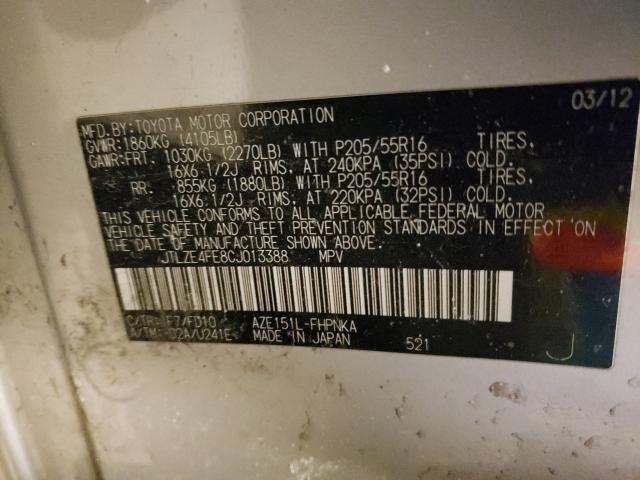 MFD.BY:TOYOTA MOTOR CORPORATION 03/12
GVWR:1860KG (4105LB)
GAWR:FRT. 1030KG (2270LB) WITH P205/55R16 TIRES.
16X6.1/2J RIMS. AT 240KPA (35PSI) COLD.
RR. 855KG (1880LB) WITH P205/55R16 TIRES.
16X6.1/2J RIMS. AT 220KPA (32PSI) COLD.
THIS VEHICLE CONFORMS TO ALL APPLICABLE FEDERAL MOTOR
VEHICLE SAFETY AND THEFT PREVENTION STANDARDS IN EFFECT ON
THE DATE OF MANUFACTURE SHOWN ABOVE.
JTLZE4FE8CJ013388 MPV
C/TR: F7/FD10 AZE151L-FHPNKA
A/TM: 02A/U241E MADE IN JAPAN 521
J